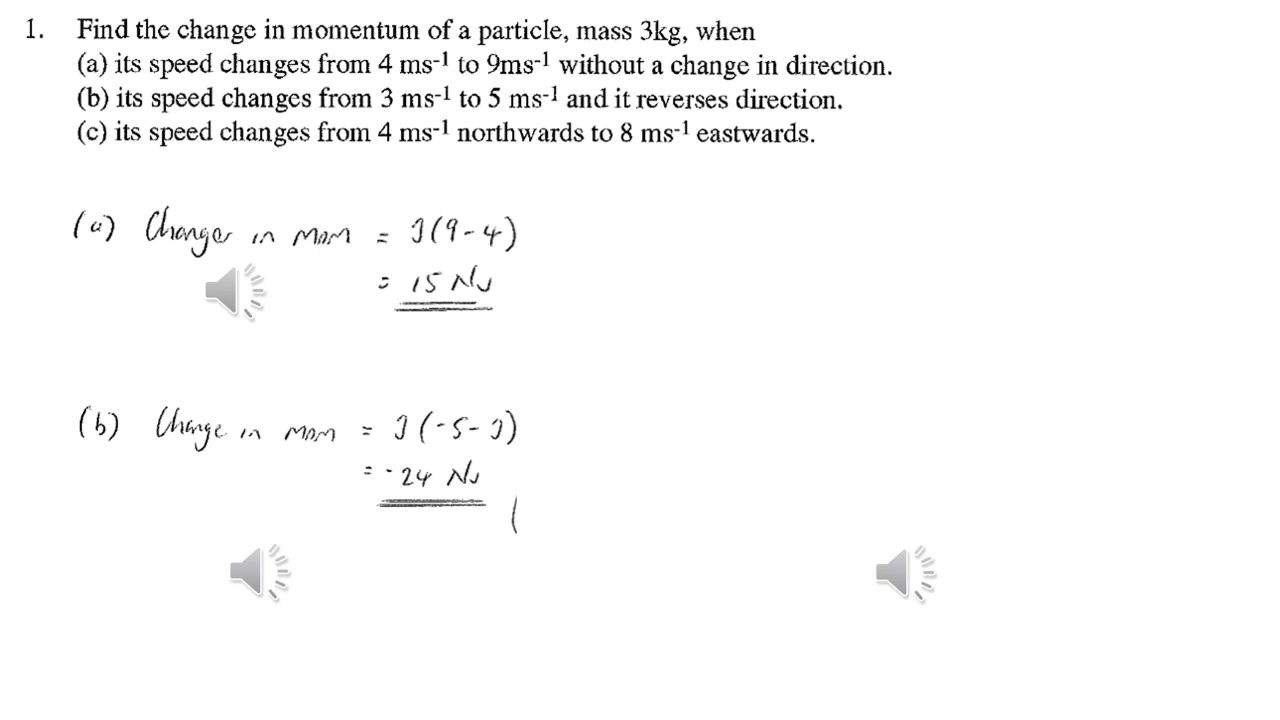 1. Find the change in momentum of a particle, mass 3kg, when
(a) its speed changes from 4 ms⁻¹ to 9ms⁻¹ without a change in direction.
(b) its speed changes from 3 ms⁻¹ to 5 ms⁻¹ and it reverses direction.
(c) its speed changes from 4 ms⁻¹ northwards to 8 ms⁻¹ eastwards.
(a) Change in mom = 3(9-4)
= 15 Ns
(b) Change in mom = 3(-5-3)
= -24 Ns
(